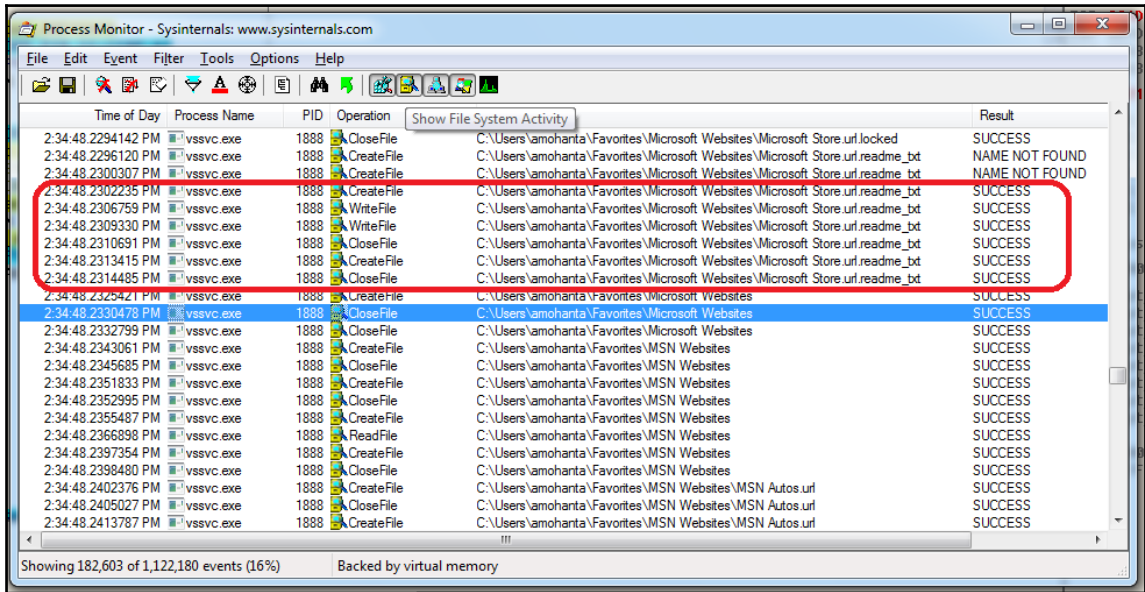 Process Monitor - Sysinternals: www.sysinternals.com
File Edit Event Filter Tools Options Help
Time of Day Process Name PID Operation Show File System Activity Result
2:34:48.2294142 PM vssvc.exe 1888 CloseFile C:\Users\amohanta\Favorites\Microsoft Websites\Microsoft Store.url.locked SUCCESS
2:34:48.2296120 PM vssvc.exe 1888 CreateFile C:\Users\amohanta\Favorites\Microsoft Websites\Microsoft Store.url.readme_txt NAME NOT FOUND
2:34:48.2300307 PM vssvc.exe 1888 CreateFile C:\Users\amohanta\Favorites\Microsoft Websites\Microsoft Store.url.readme_txt NAME NOT FOUND
2:34:48.2302235 PM vssvc.exe 1888 CreateFile C:\Users\amohanta\Favorites\Microsoft Websites\Microsoft Store.url.readme_txt SUCCESS
2:34:48.2306759 PM vssvc.exe 1888 WriteFile C:\Users\amohanta\Favorites\Microsoft Websites\Microsoft Store.url.readme_txt SUCCESS
2:34:48.2309330 PM vssvc.exe 1888 WriteFile C:\Users\amohanta\Favorites\Microsoft Websites\Microsoft Store.url.readme_txt SUCCESS
2:34:48.2310691 PM vssvc.exe 1888 CloseFile C:\Users\amohanta\Favorites\Microsoft Websites\Microsoft Store.url.readme_txt SUCCESS
2:34:48.2313415 PM vssvc.exe 1888 CreateFile C:\Users\amohanta\Favorites\Microsoft Websites\Microsoft Store.url.readme_txt SUCCESS
2:34:48.2314485 PM vssvc.exe 1888 CloseFile C:\Users\amohanta\Favorites\Microsoft Websites\Microsoft Store.url.readme_txt SUCCESS
2:34:48.2325421 PM vssvc.exe 1888 CreateFile C:\Users\amohanta\Favorites\Microsoft Websites SUCCESS
2:34:48.2330478 PM vssvc.exe 1888 CloseFile C:\Users\amohanta\Favorites\Microsoft Websites SUCCESS
2:34:48.2332799 PM vssvc.exe 1888 CloseFile C:\Users\amohanta\Favorites\Microsoft Websites SUCCESS
2:34:48.2343061 PM vssvc.exe 1888 CreateFile C:\Users\amohanta\Favorites\MSN Websites SUCCESS
2:34:48.2345685 PM vssvc.exe 1888 CloseFile C:\Users\amohanta\Favorites\MSN Websites SUCCESS
2:34:48.2351833 PM vssvc.exe 1888 CreateFile C:\Users\amohanta\Favorites\MSN Websites SUCCESS
2:34:48.2352995 PM vssvc.exe 1888 CloseFile C:\Users\amohanta\Favorites\MSN Websites SUCCESS
2:34:48.2355487 PM vssvc.exe 1888 CreateFile C:\Users\amohanta\Favorites\MSN Websites SUCCESS
2:34:48.2366898 PM vssvc.exe 1888 ReadFile C:\Users\amohanta\Favorites\MSN Websites SUCCESS
2:34:48.2397354 PM vssvc.exe 1888 CreateFile C:\Users\amohanta\Favorites\MSN Websites SUCCESS
2:34:48.2398480 PM vssvc.exe 1888 CloseFile C:\Users\amohanta\Favorites\MSN Websites SUCCESS
2:34:48.2402376 PM vssvc.exe 1888 CreateFile C:\Users\amohanta\Favorites\MSN Websites\MSN Autos.url SUCCESS
2:34:48.2405027 PM vssvc.exe 1888 CloseFile C:\Users\amohanta\Favorites\MSN Websites\MSN Autos.url SUCCESS
2:34:48.2413787 PM vssvc.exe 1888 CreateFile C:\Users\amohanta\Favorites\MSN Websites\MSN Autos.url SUCCESS
Showing 182,603 of 1,122,180 events (16%) Backed by virtual memory